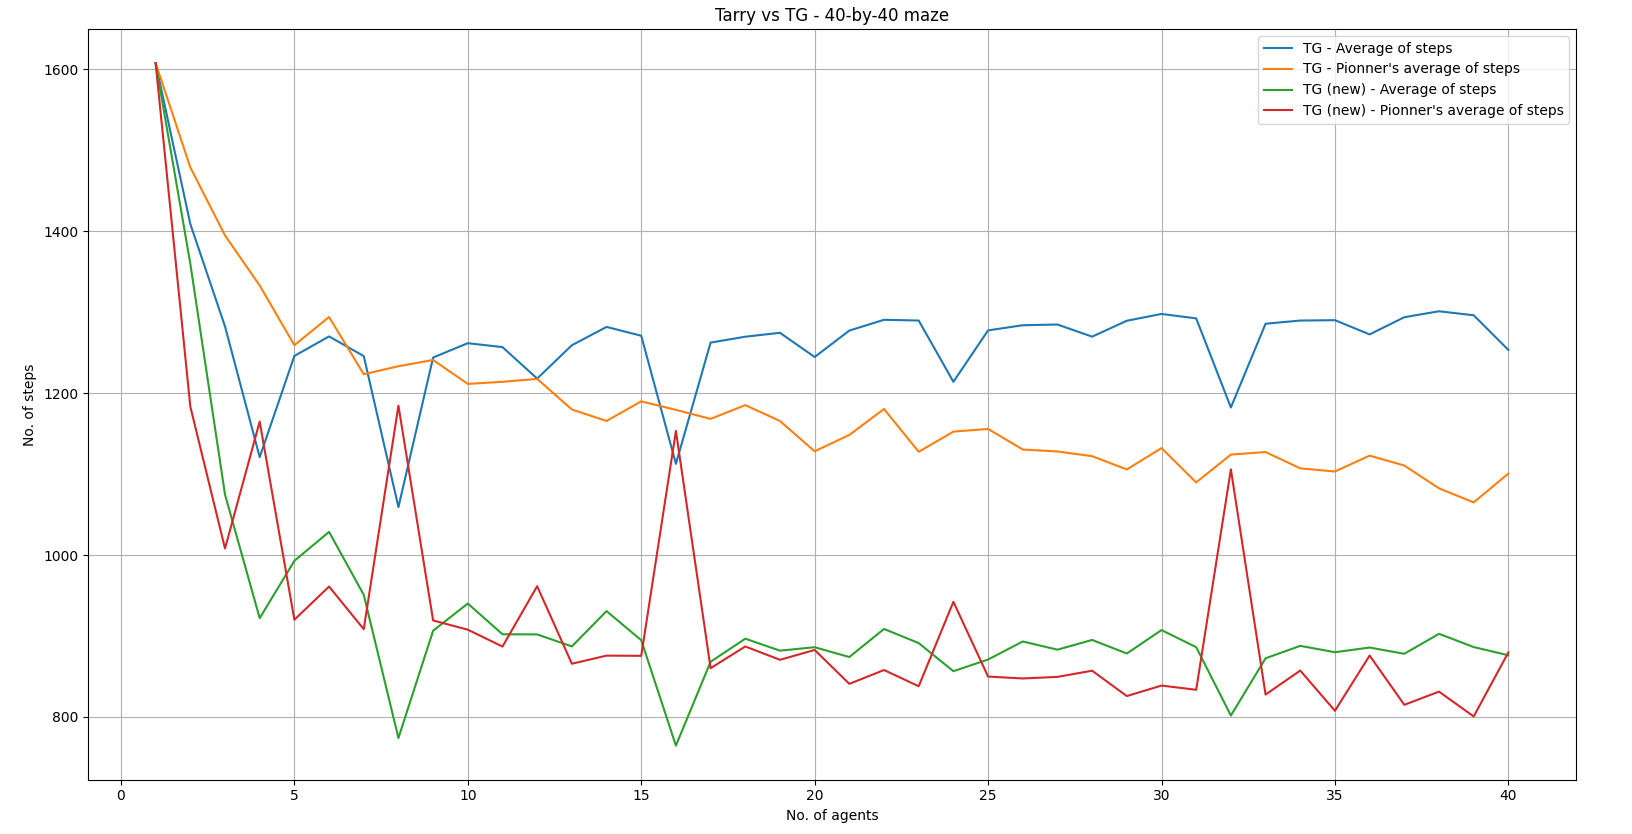 Tarry vs TG - 40-by-40 maze
TG - Average of steps
TG - Pionner's average of steps
TG (new) - Average of steps
TG (new) - Pionner's average of steps
No. of steps
1600
1400
1200
1000
800
0 5 10 15 20 25 30 35 40
No. of agents